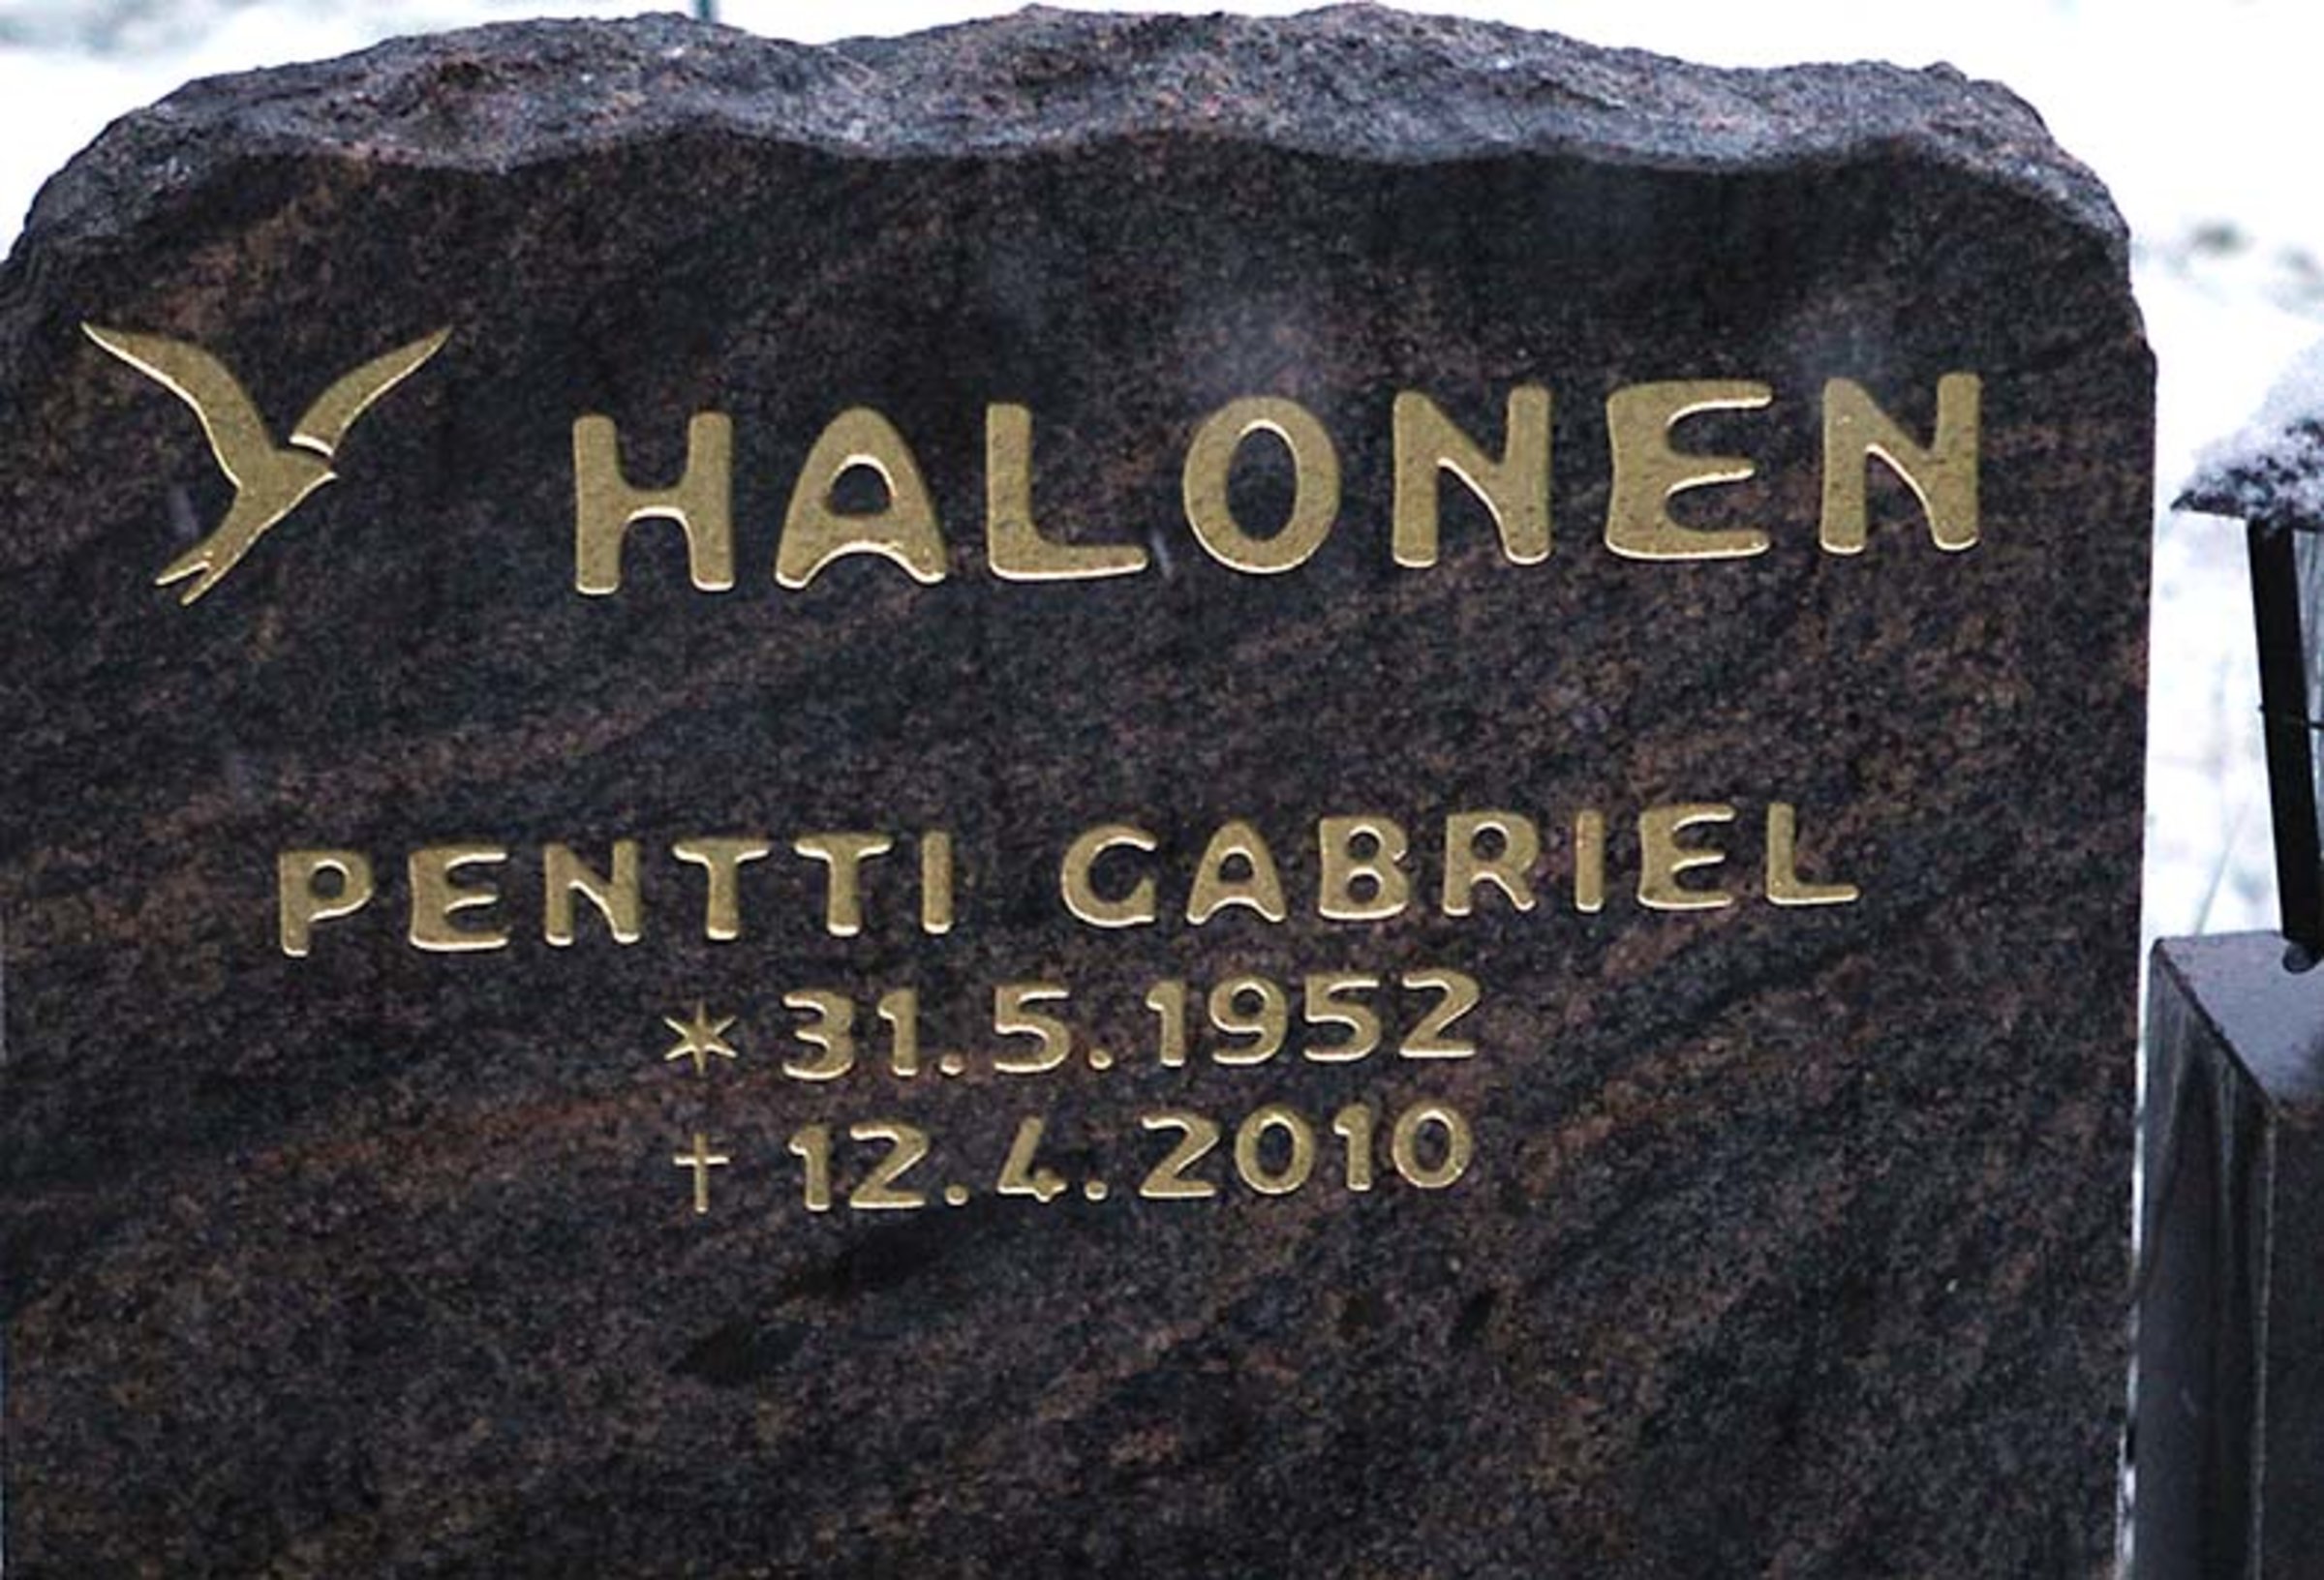 HALONEN
PENTTI GABRIEL
* 31.5.1952
† 12.4.2010